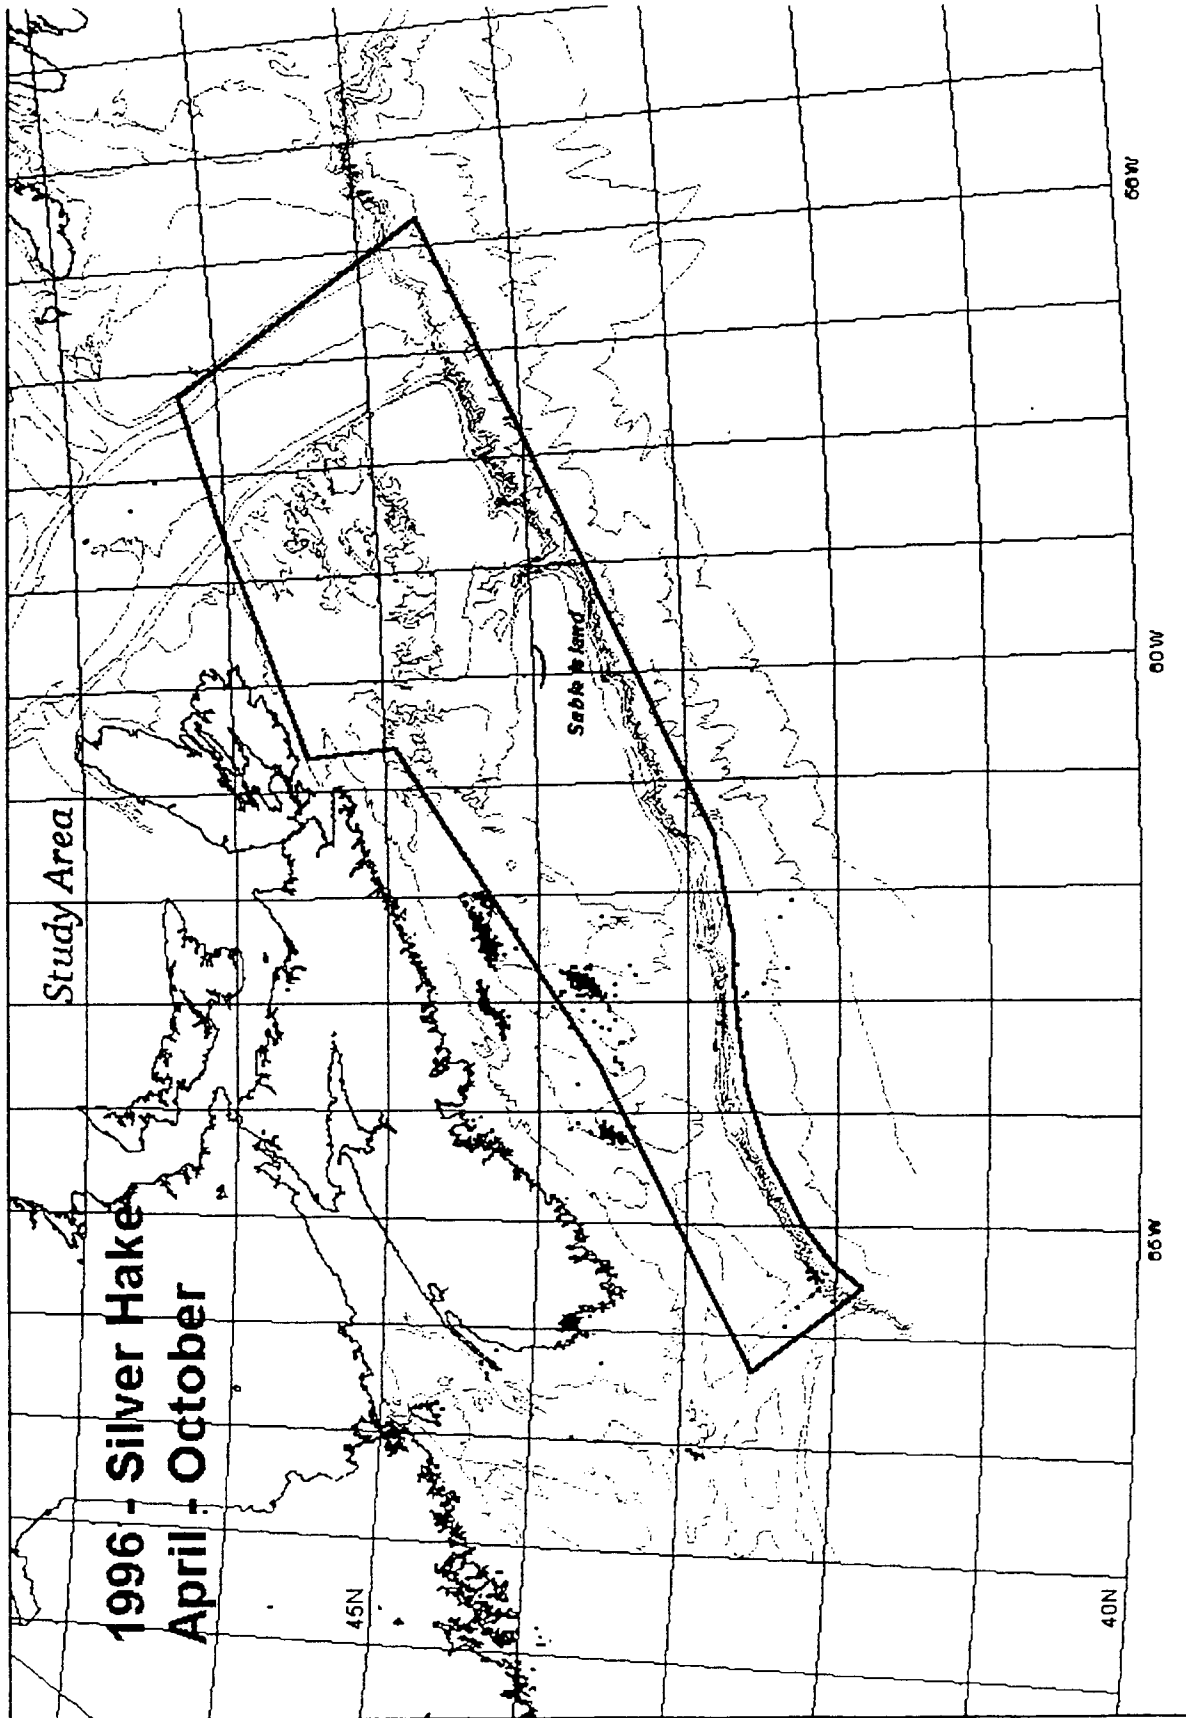 1996 - Silver Hake
April - October
Study Area
Sable Island
45N
40N
65W
60W
55W